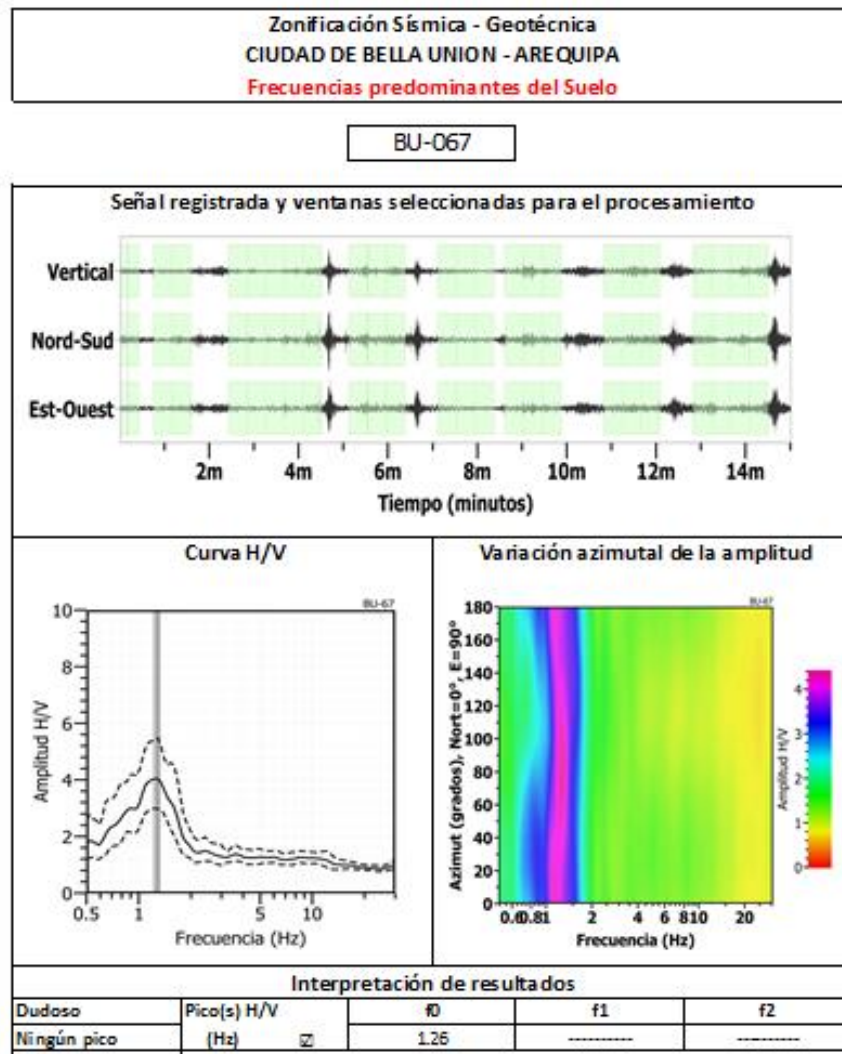 Zonificación Sísmica - Geotécnica
CIUDAD DE BELLA UNION - AREQUIPA
Frecuencias predominantes del Suelo
BU-067
Señal registrada y ventanas seleccionadas para el procesamiento
Vertical
Nord-Sud
Est-Ouest
2m 4m 6m 8m 10m 12m 14m
Tiempo (minutos)
Curva H/V
BU-67
Amplitud H/V
10
8
6
4
2
0
0.5 1 5 10
Frecuencia (Hz)
Variación azimutal de la amplitud
BU-67
Azimut (grados), Nort=0°, E=90°
180
160
140
120
100
80
60
40
20
0
0.6 0.8 1 2 4 6 8 10 20
Frecuencia (Hz)
Amplitud H/V
4
3
2
1
0
Interpretación de resultados
Dudoso Pico(s) H/V f0 f1 f2
Ningún pico (Hz) ☑ 1.26 ---------- ----------